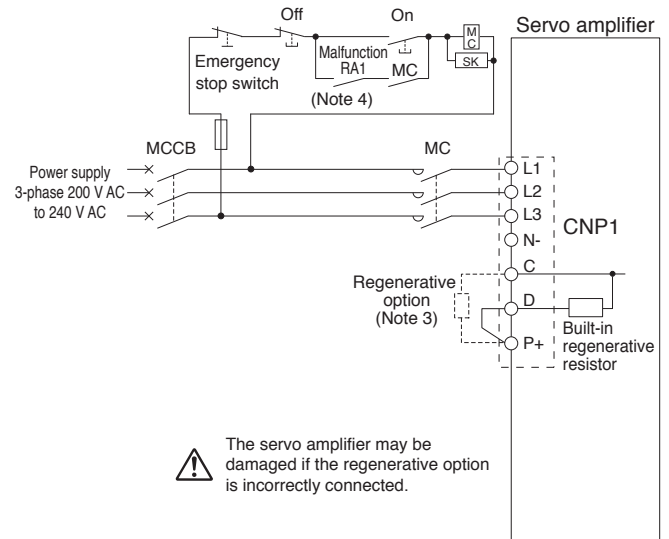 Servo amplifier
Off
On
M
C
SK
Emergency
stop switch
Malfunction
RA1
MC
(Note 4)
MCCB
MC
Power supply
3-phase 200 V AC
to 240 V AC
L1
L2
L3
N-
CNP1
C
D
P+
Regenerative
option
(Note 3)
Built-in
regenerative
resistor
The servo amplifier may be
damaged if the regenerative option
is incorrectly connected.